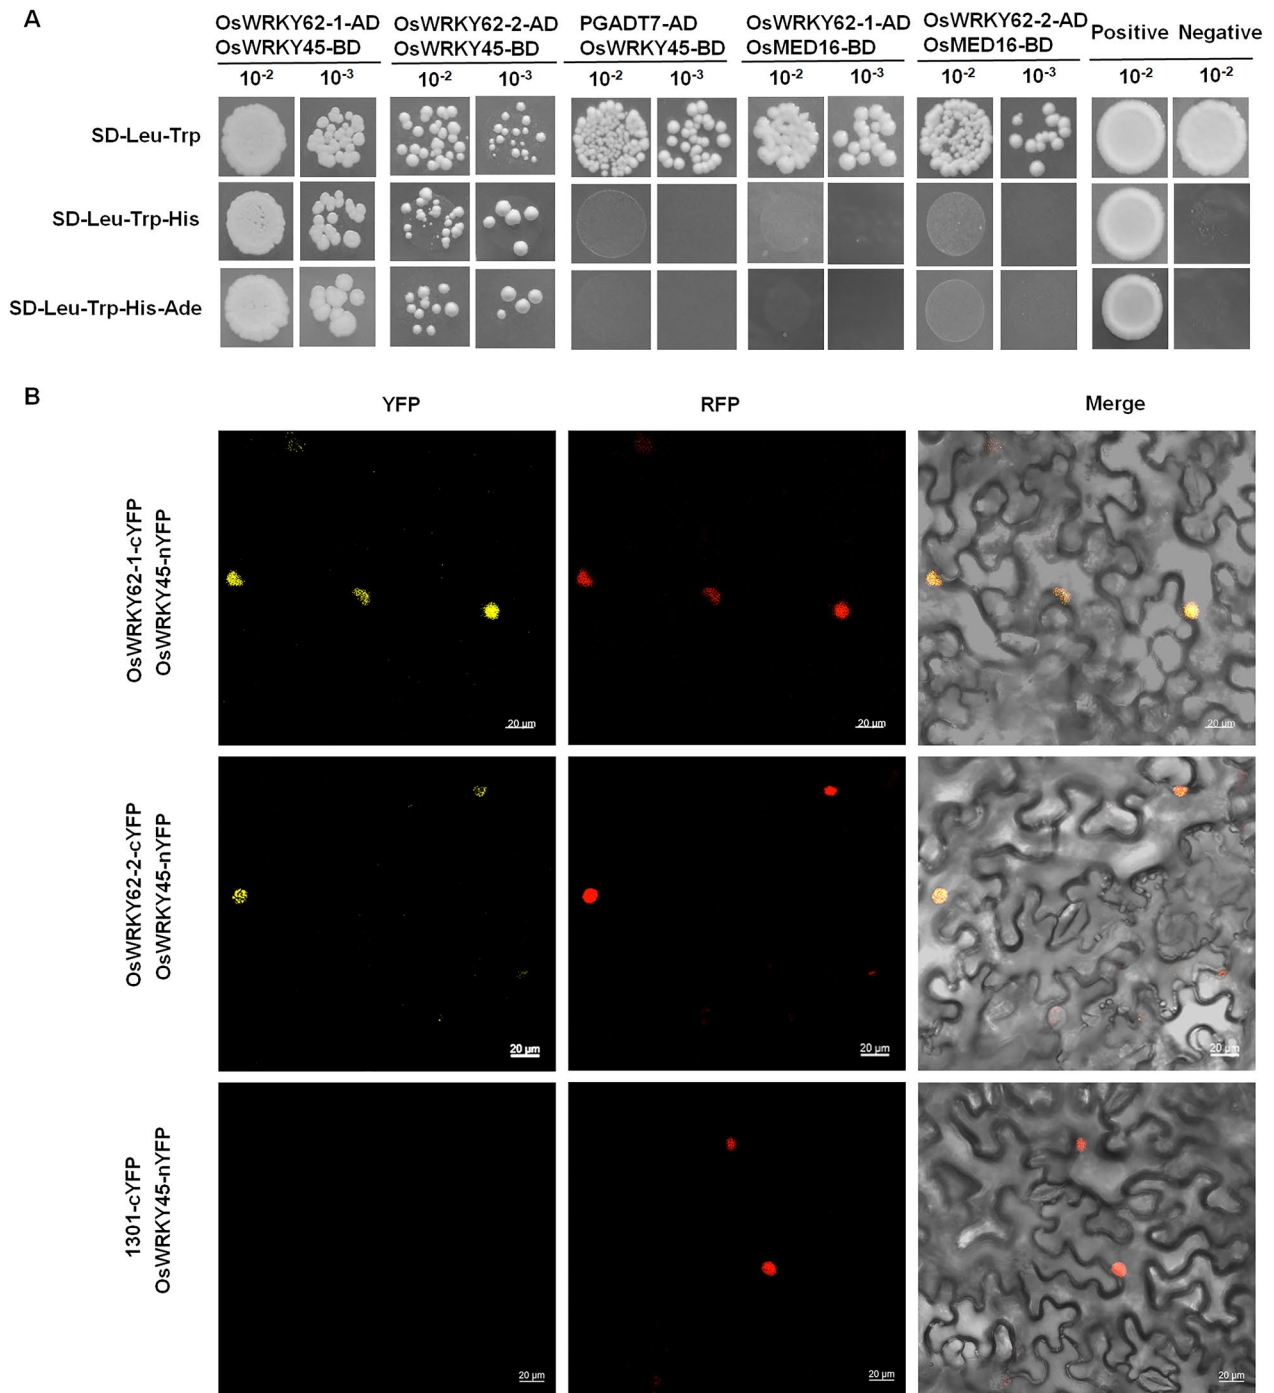 A
OsWRKY62-1-AD OsWRKY62-2-AD PGADT7-AD OsWRKY62-1-AD OsWRKY62-2-AD Positive Negative
OsWRKY45-BD OsWRKY45-BD OsWRKY45-BD OsMED16-BD OsMED16-BD
10-2 10-3 10-2 10-3 10-2 10-3 10-2 10-3 10-2 10-3 10-2 10-2
SD-Leu-Trp
SD-Leu-Trp-His
SD-Leu-Trp-His-Ade
B
YFP RFP Merge
OsWRKY62-1-cYFP
OsWRKY45-nYFP
20 µm 20 µm 20 µm
OsWRKY62-2-cYFP
OsWRKY45-nYFP
20 µm 20 µm 20 µm
1301-cYFP
OsWRKY45-nYFP
20 µm 20 µm 20 µm